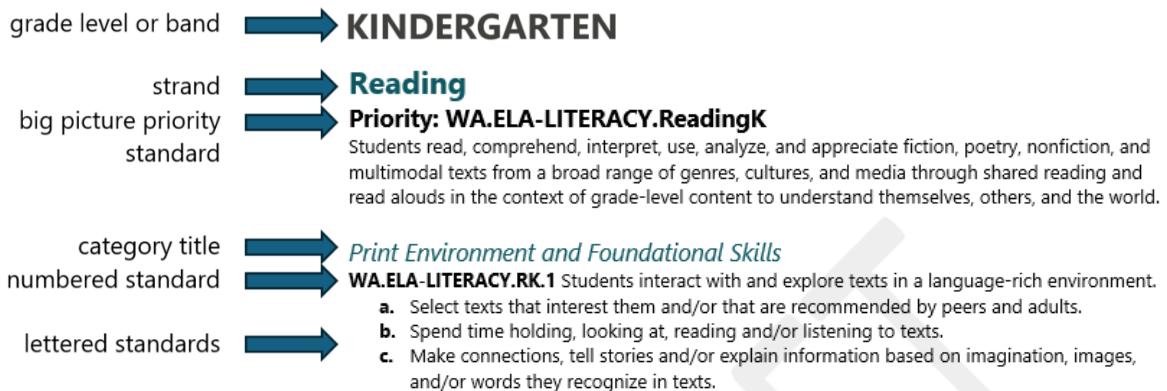 grade level or band KINDERGARTEN
strand Reading
big picture priority standard Priority: WA.ELA-LITERACY.ReadingK
Students read, comprehend, interpret, use, analyze, and appreciate fiction, poetry, nonfiction, and
multimodal texts from a broad range of genres, cultures, and media through shared reading and
read alouds in the context of grade-level content to understand themselves, others, and the world.
category title Print Environment and Foundational Skills
numbered standard WA.ELA-LITERACY.RK.1 Students interact with and explore texts in a language-rich environment.
a. Select texts that interest them and/or that are recommended by peers and adults.
b. Spend time holding, looking at, reading and/or listening to texts.
lettered standards c. Make connections, tell stories and/or explain information based on imagination, images,
and/or words they recognize in texts.